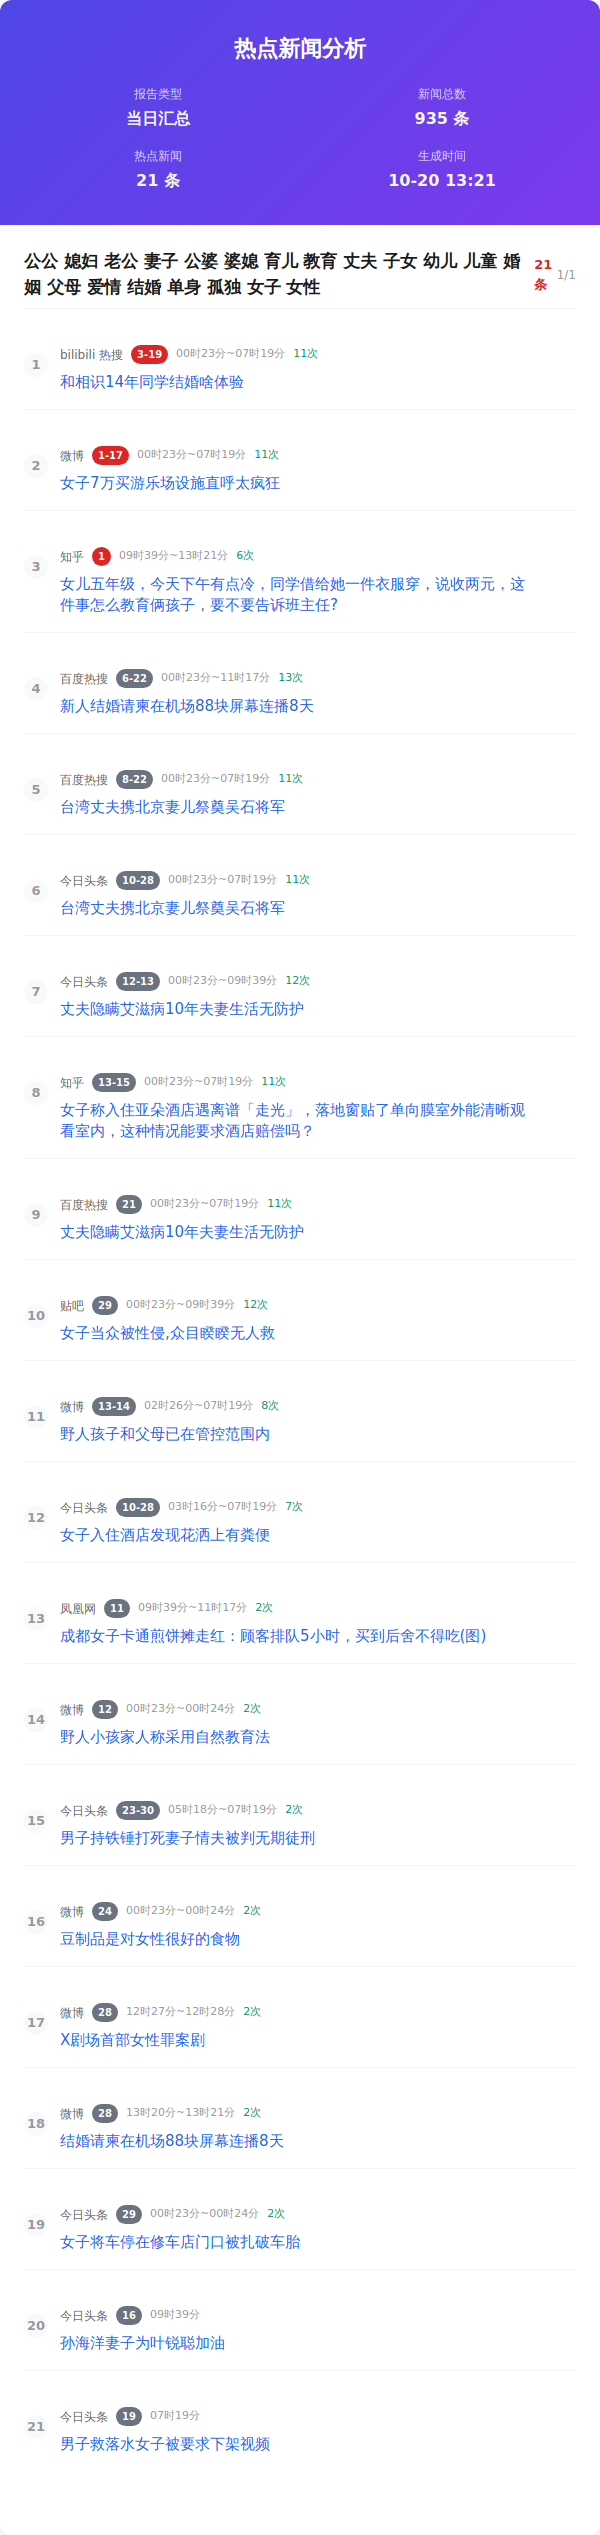 热点新闻分析
报告类型
新闻总数
当日汇总
935 条
热点新闻
生成时间
21 条
10-20 13:21
公公 媳妇 老公 妻子 公婆 婆媳 育儿 教育 丈夫 子女 幼儿 儿童 婚
姻 父母 爱情 结婚 单身 孤独 女子 女性
21
条
1/1
1
bilibili 热搜 3-19 00时23分~07时19分 11次
和相识14年同学结婚啥体验
2
微博 1-17 00时23分~07时19分 11次
女子7万买游乐场设施直呼太疯狂
3
知乎 1 09时39分~13时21分 6次
女儿五年级，今天下午有点冷，同学借给她一件衣服穿，说收两元，这
件事怎么教育俩孩子，要不要告诉班主任?
4
百度热搜 6-22 00时23分~11时17分 13次
新人结婚请柬在机场88块屏幕连播8天
5
百度热搜 8-22 00时23分~07时19分 11次
台湾丈夫携北京妻儿祭奠吴石将军
6
今日头条 10-28 00时23分~07时19分 11次
台湾丈夫携北京妻儿祭奠吴石将军
7
今日头条 12-13 00时23分~09时39分 12次
丈夫隐瞒艾滋病10年夫妻生活无防护
8
知乎 13-15 00时23分~07时19分 11次
女子称入住亚朵酒店遇离谱「走光」，落地窗贴了单向膜室外能清晰观
看室内，这种情况能要求酒店赔偿吗？
9
百度热搜 21 00时23分~07时19分 11次
丈夫隐瞒艾滋病10年夫妻生活无防护
10
贴吧 29 00时23分~09时39分 12次
女子当众被性侵,众目睽睽无人救
11
微博 13-14 02时26分~07时19分 8次
野人孩子和父母已在管控范围内
12
今日头条 10-28 03时16分~07时19分 7次
女子入住酒店发现花洒上有粪便
13
凤凰网 11 09时39分~11时17分 2次
成都女子卡通煎饼摊走红：顾客排队5小时，买到后舍不得吃(图)
14
微博 12 00时23分~00时24分 2次
野人小孩家人称采用自然教育法
15
今日头条 23-30 05时18分~07时19分 2次
男子持铁锤打死妻子情夫被判无期徒刑
16
微博 24 00时23分~00时24分 2次
豆制品是对女性很好的食物
17
微博 28 12时27分~12时28分 2次
X剧场首部女性罪案剧
18
微博 28 13时20分~13时21分 2次
结婚请柬在机场88块屏幕连播8天
19
今日头条 29 00时23分~00时24分 2次
女子将车停在修车店门口被扎破车胎
20
今日头条 16 09时39分
孙海洋妻子为叶锐聪加油
21
今日头条 19 07时19分
男子救落水女子被要求下架视频